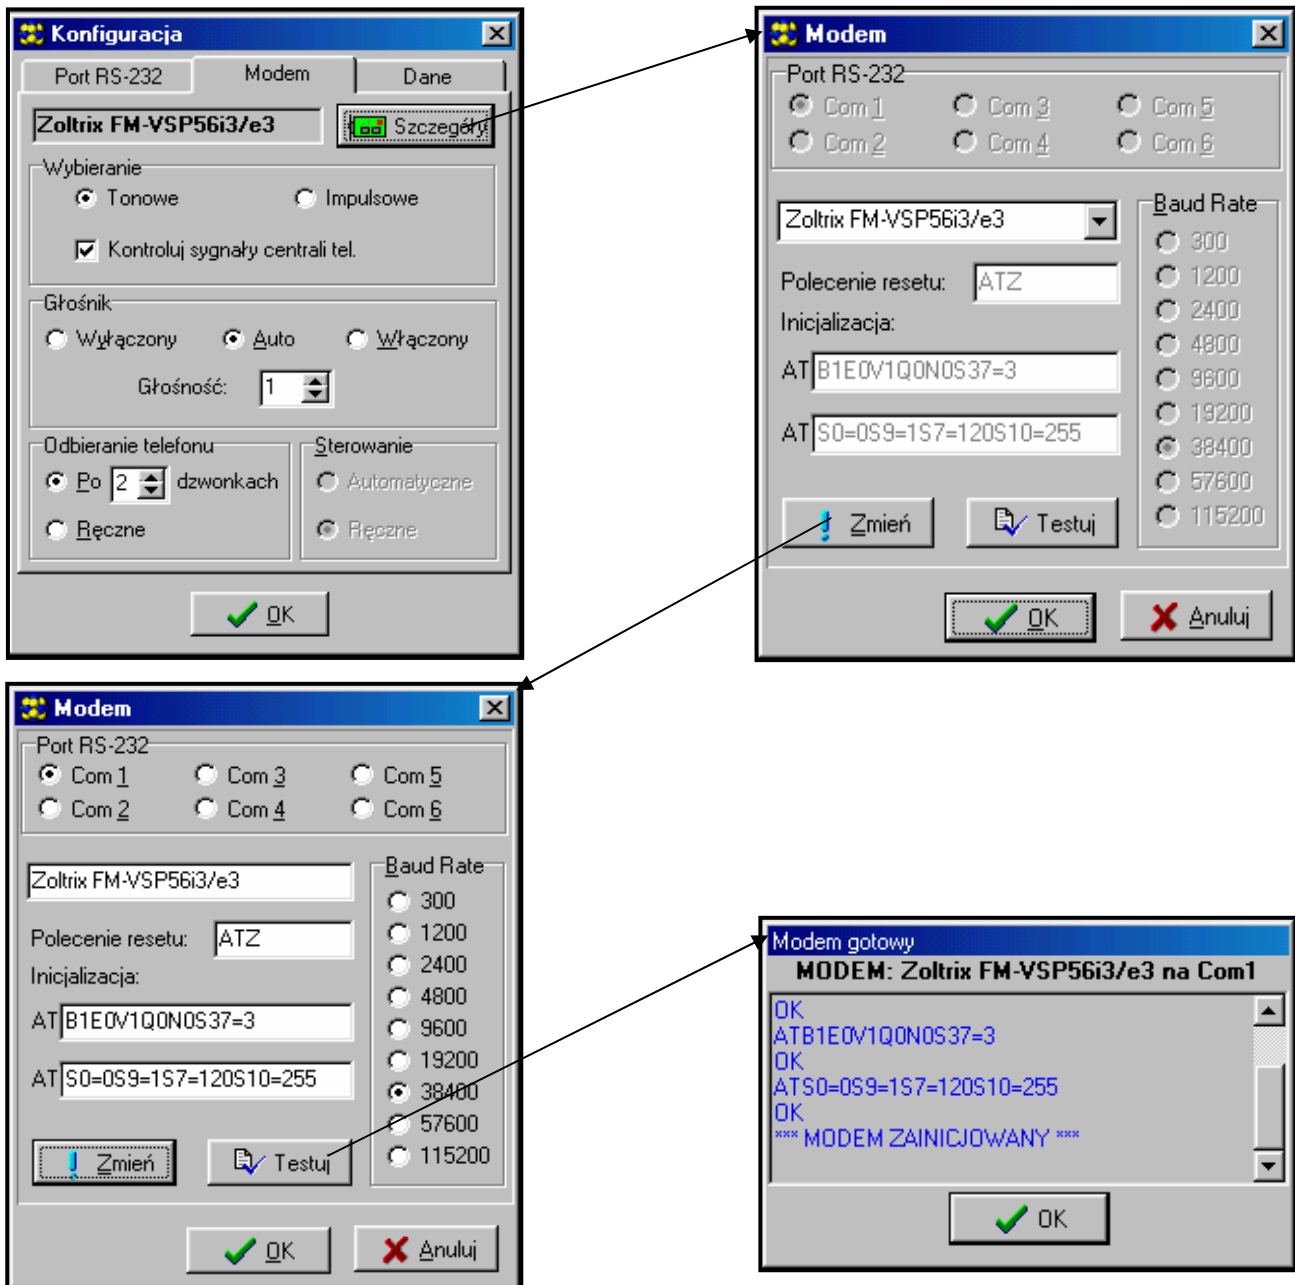 Konfiguracja
Port RS-232 Modem Dane
Zoltrix FM-VSP56i3/e3 Szczegóły
Wybieranie
Tonowe Impulsowe
Kontroluj sygnały centrali tel.
Głośnik
Wyłączony Auto Włączony
Głośność: 1
Odbieranie telefonu Sterowanie
Po 2 dzwonkach Automatyczne
Ręczne Ręczne
OK
Modem
Port RS-232
Com 1 Com 3 Com 5
Com 2 Com 4 Com 6
Zoltrix FM-VSP56i3/e3
Polecenie resetu: ATZ
Inicjalizacja:
AT B1E0V1Q0N0S37=3
AT S0=0S9=1S7=120S10=255
Baud Rate
300
1200
2400
4800
9600
19200
38400
57600
115200
Zmień Testuj
OK Anuluj
Modem
Port RS-232
Com 1 Com 3 Com 5
Com 2 Com 4 Com 6
Zoltrix FM-VSP56i3/e3
Polecenie resetu: ATZ
Inicjalizacja:
AT B1E0V1Q0N0S37=3
AT S0=0S9=1S7=120S10=255
Baud Rate
300
1200
2400
4800
9600
19200
38400
57600
115200
Zmień Testuj
OK Anuluj
Modem gotowy
MODEM: Zoltrix FM-VSP56i3/e3 na Com1
OK
ATB1E0V1Q0N0S37=3
OK
ATS0=0S9=1S7=120S10=255
OK
*** MODEM ZAINICJOWANY ***
OK